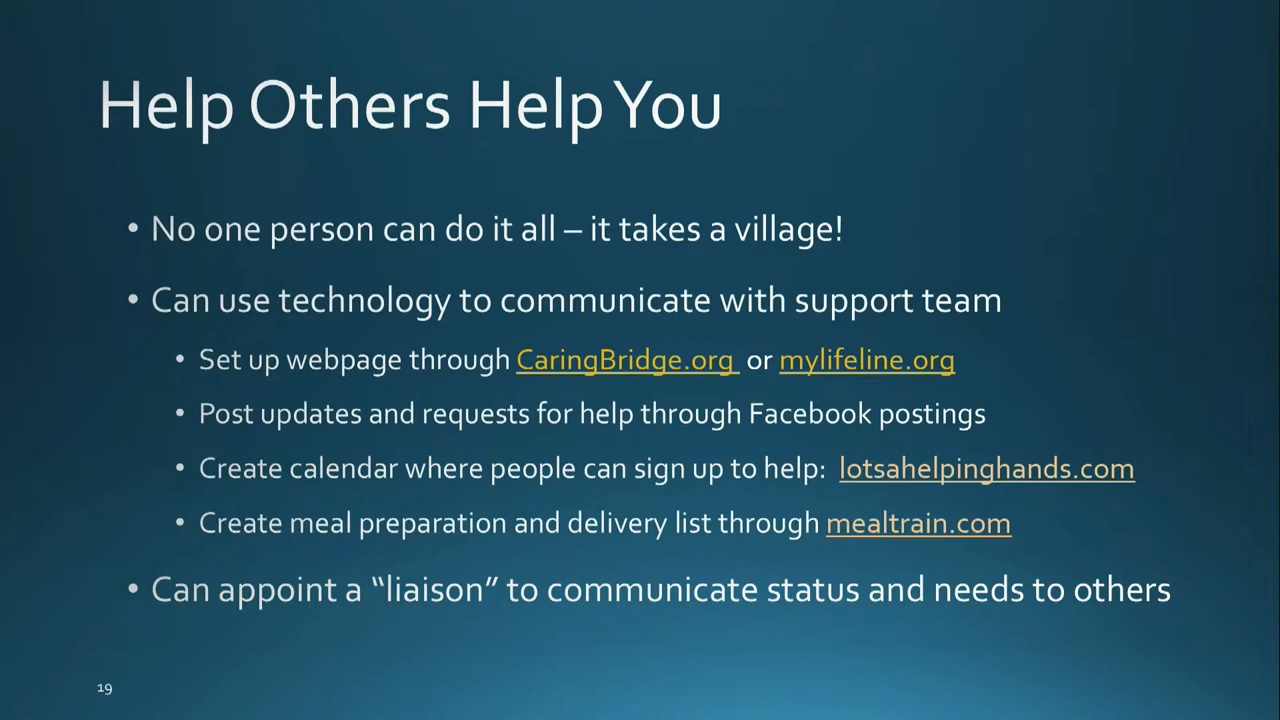 Help Others Help You
• No one person can do it all – it takes a village!
• Can use technology to communicate with support team
• Set up webpage through CaringBridge.org or mylifeline.org
• Post updates and requests for help through Facebook postings
• Create calendar where people can sign up to help: lotsahelpinghands.com
• Create meal preparation and delivery list through mealtrain.com
• Can appoint a “liaison” to communicate status and needs to others
19